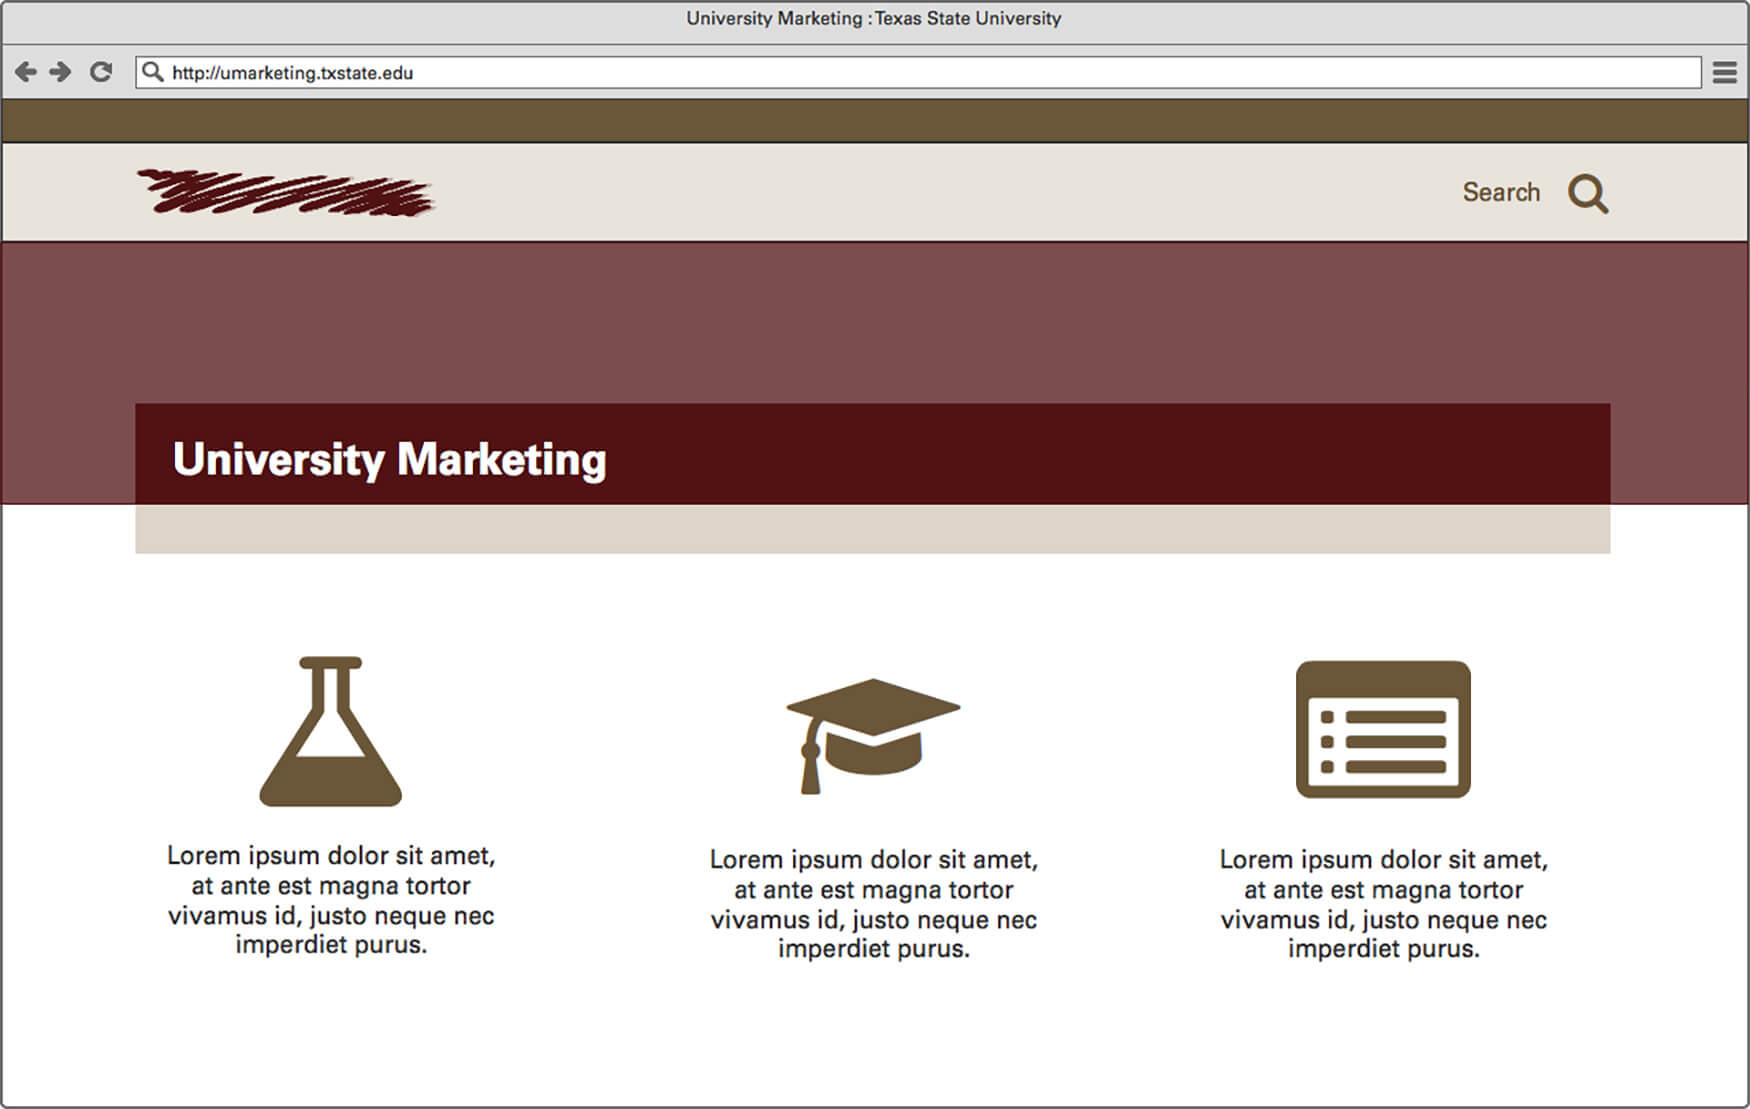 University Marketing : Texas State University
http://umarketing.txstate.edu
Search
University Marketing
Lorem ipsum dolor sit amet,
at ante est magna tortor
vivamus id, justo neque nec
imperdiet purus.
Lorem ipsum dolor sit amet,
at ante est magna tortor
vivamus id, justo neque nec
imperdiet purus.
Lorem ipsum dolor sit amet,
at ante est magna tortor
vivamus id, justo neque nec
imperdiet purus.